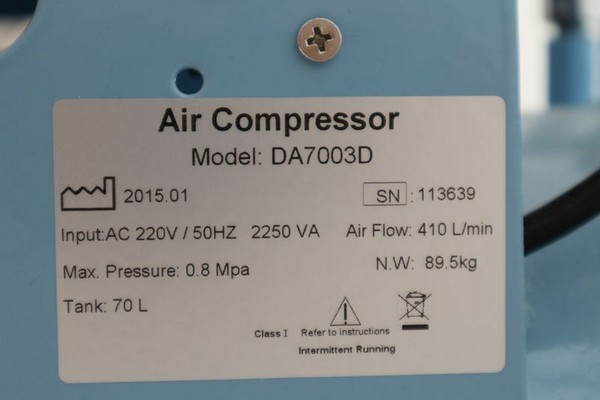 Air Compressor
Model: DA7003D
2015.01 SN : 113639
Input:AC 220V / 50HZ 2250 VA Air Flow: 410 L/min
Max. Pressure: 0.8 Mpa N.W: 89.5kg
Tank: 70 L
Class I Refer to instructions
Intermittent Running